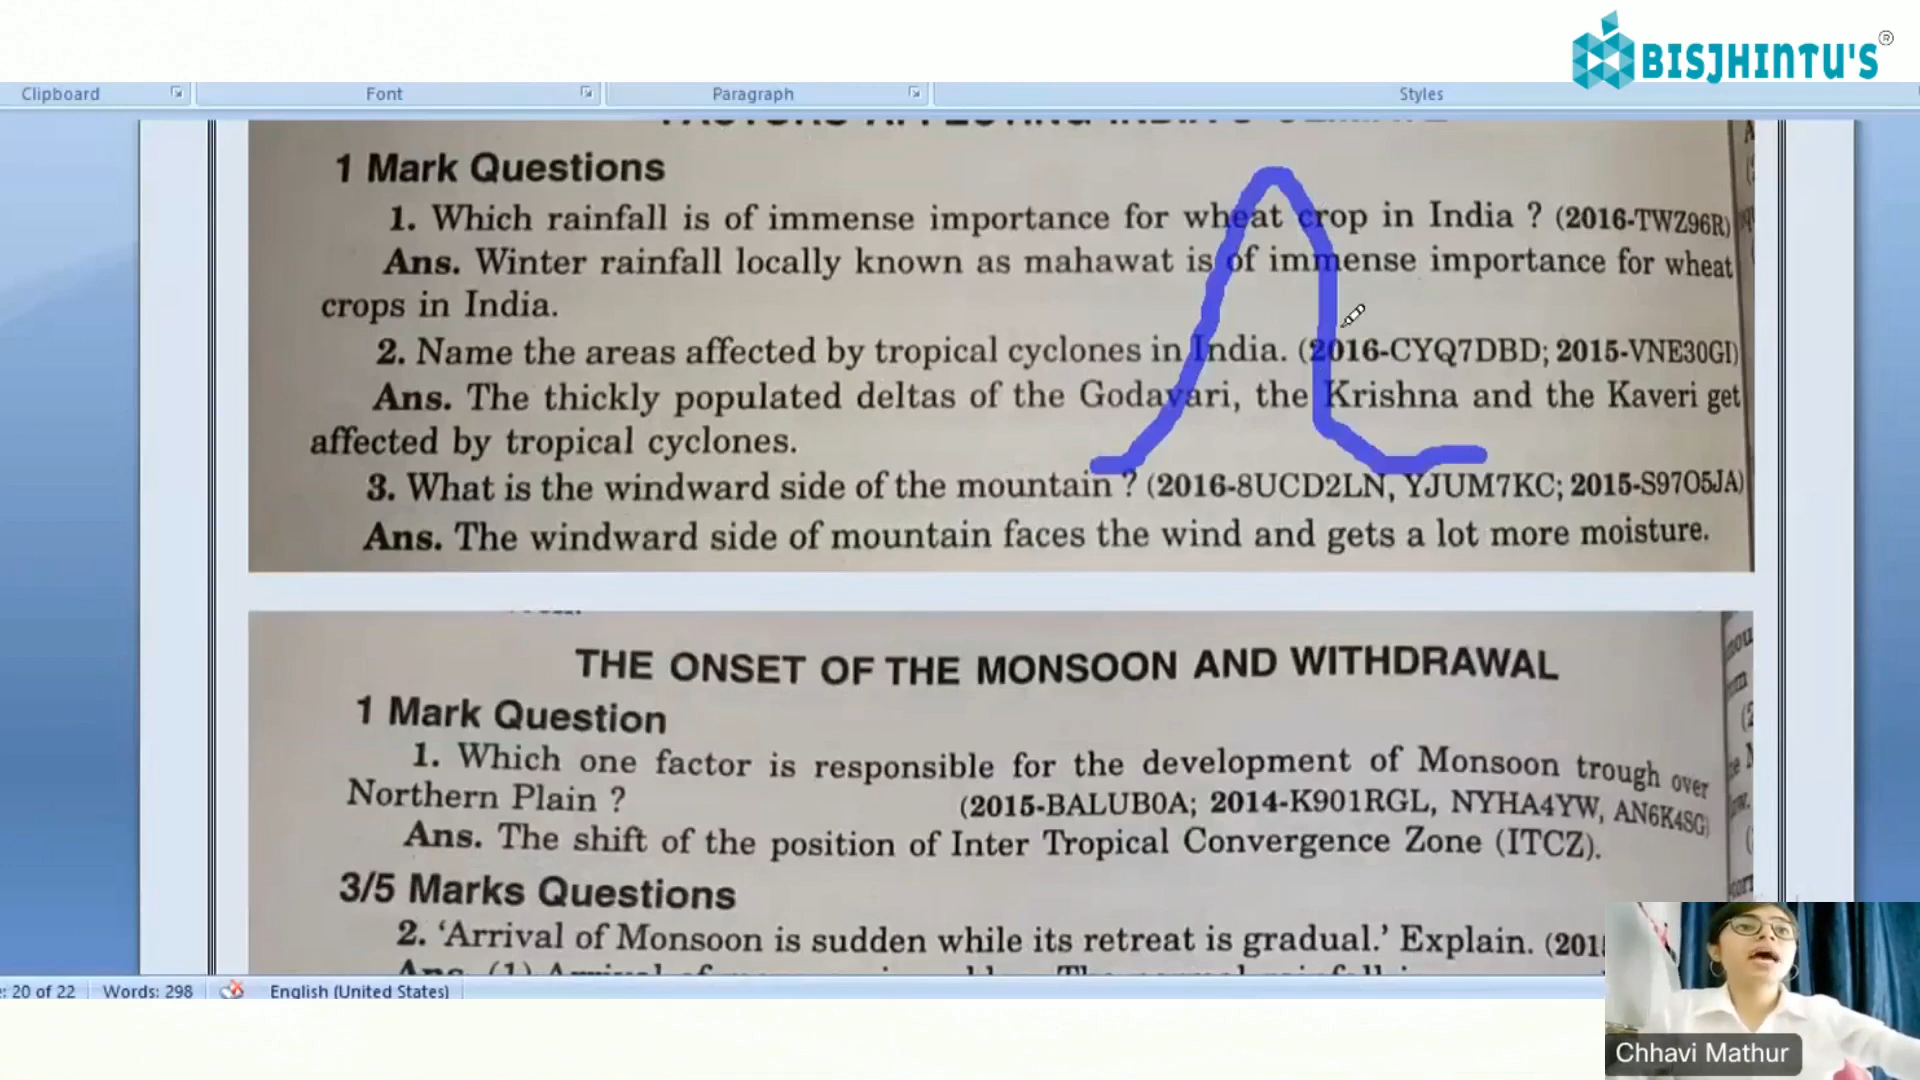 BISJHINTU'S®
Clipboard Font Paragraph Styles
1 Mark Questions
1. Which rainfall is of immense importance for wheat crop in India ? (2016-TWZ96R)
Ans. Winter rainfall locally known as mahawat is of immense importance for wheat
crops in India.
2. Name the areas affected by tropical cyclones in India. (2016-CYQ7DBD; 2015-VNE30GI)
Ans. The thickly populated deltas of the Godavari, the Krishna and the Kaveri get
affected by tropical cyclones.
3. What is the windward side of the mountain ? (2016-8UCD2LN, YJUM7KC; 2015-S97O5JA)
Ans. The windward side of mountain faces the wind and gets a lot more moisture.
THE ONSET OF THE MONSOON AND WITHDRAWAL
1 Mark Question
1. Which one factor is responsible for the development of Monsoon trough over
Northern Plain ? (2015-BALUB0A; 2014-K901RGL, NYHA4YW, AN6K4SG)
Ans. The shift of the position of Inter Tropical Convergence Zone (ITCZ).
3/5 Marks Questions
2. 'Arrival of Monsoon is sudden while its retreat is gradual.' Explain. (201
: 20 of 22 Words: 298 English (United States)
Chhavi Mathur